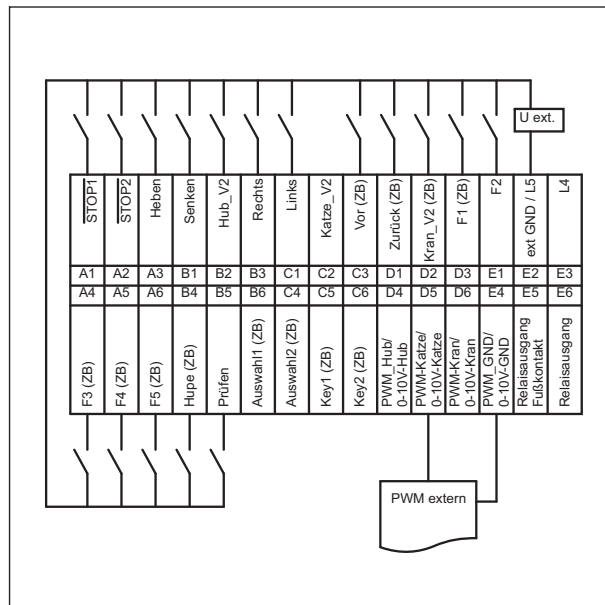 U ext.
STOP1
STOP2
Heben
Senken
Hub_V2
Rechts
Links
Katze_V2
Vor (ZB)
Zurück (ZB)
Kran_V2 (ZB)
F1 (ZB)
F2
ext GND / L5
L4
A1 A2 A3 B1 B2 B3 C1 C2 C3 D1 D2 D3 E1 E2 E3
A4 A5 A6 B4 B5 B6 C4 C5 C6 D4 D5 D6 E4 E5 E6
F3 (ZB)
F4 (ZB)
F5 (ZB)
Hupe (ZB)
Prüfen
Auswahl1 (ZB)
Auswahl2 (ZB)
Key1 (ZB)
Key2 (ZB)
PWM_Hub/
0-10V-Hub
PWM-Katze/
0-10V-Katze
PWM-Kran/
0-10V-Kran
PWM_GND/
0-10V-GND
Relaisausgang
Fußkontakt
Relaisausgang
PWM extern